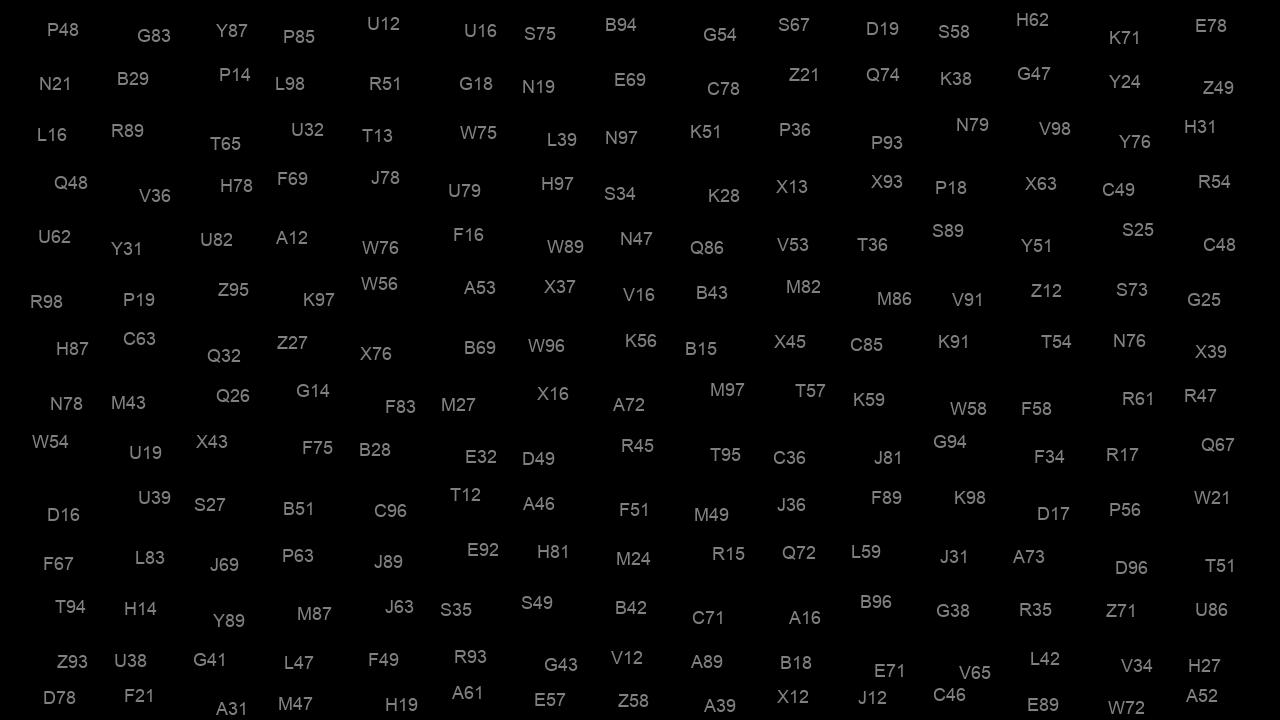 P48 G83 Y87 P85 U12 U16 S75 B94 G54 S67 D19 S58 H62 K71 E78
N21 B29 P14 L98 R51 G18 N19 E69 C78 Z21 Q74 K38 G47 Y24 Z49
L16 R89 T65 U32 T13 W75 L39 N97 K51 P36 P93 N79 V98 Y76 H31
Q48 V36 H78 F69 J78 U79 H97 S34 K28 X13 X93 P18 X63 C49 R54
U62 Y31 U82 A12 W76 F16 W89 N47 Q86 V53 T36 S89 Y51 S25 C48
R98 P19 Z95 K97 W56 A53 X37 V16 B43 M82 M86 V91 Z12 S73 G25
H87 C63 Q32 Z27 X76 B69 W96 K56 B15 X45 C85 K91 T54 N76 X39
N78 M43 Q26 G14 F83 M27 X16 A72 M97 T57 K59 W58 F58 R61 R47
W54 U19 X43 F75 B28 E32 D49 R45 T95 C36 J81 G94 F34 R17 Q67
D16 U39 S27 B51 C96 T12 A46 F51 M49 J36 F89 K98 D17 P56 W21
F67 L83 J69 P63 J89 E92 H81 M24 R15 Q72 L59 J31 A73 D96 T51
T94 H14 Y89 M87 J63 S35 S49 B42 C71 A16 B96 G38 R35 Z71 U86
Z93 U38 G41 L47 F49 R93 G43 V12 A89 B18 E71 V65 L42 V34 H27
D78 F21 A31 M47 H19 A61 E57 Z58 A39 X12 J12 C46 E89 W72 A52